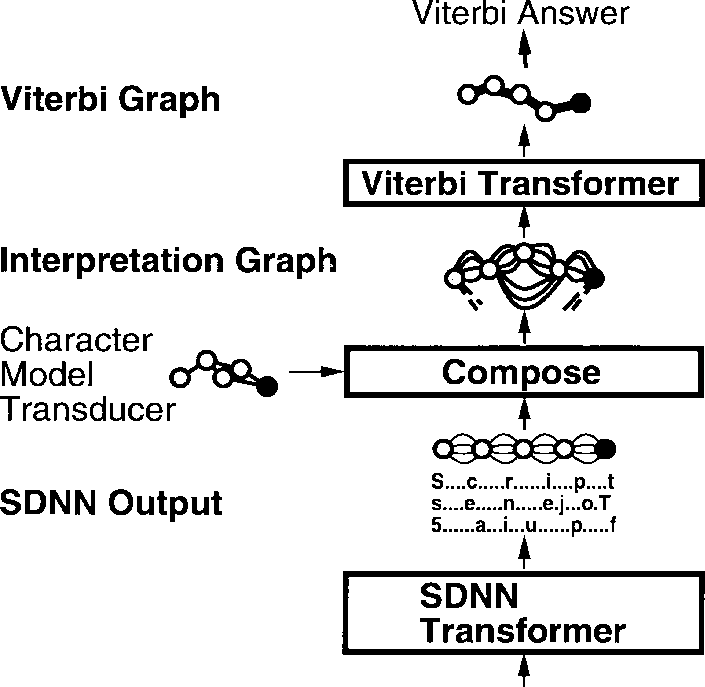 Viterbi Answer
Viterbi Graph
Viterbi Transformer
Interpretation Graph
Character
Model
Transducer
Compose
SDNN Output
S....c.....r......i....p....t
s....e.....n.....e.j...o.T
5......a...i...u......p.....f
SDNN
Transformer